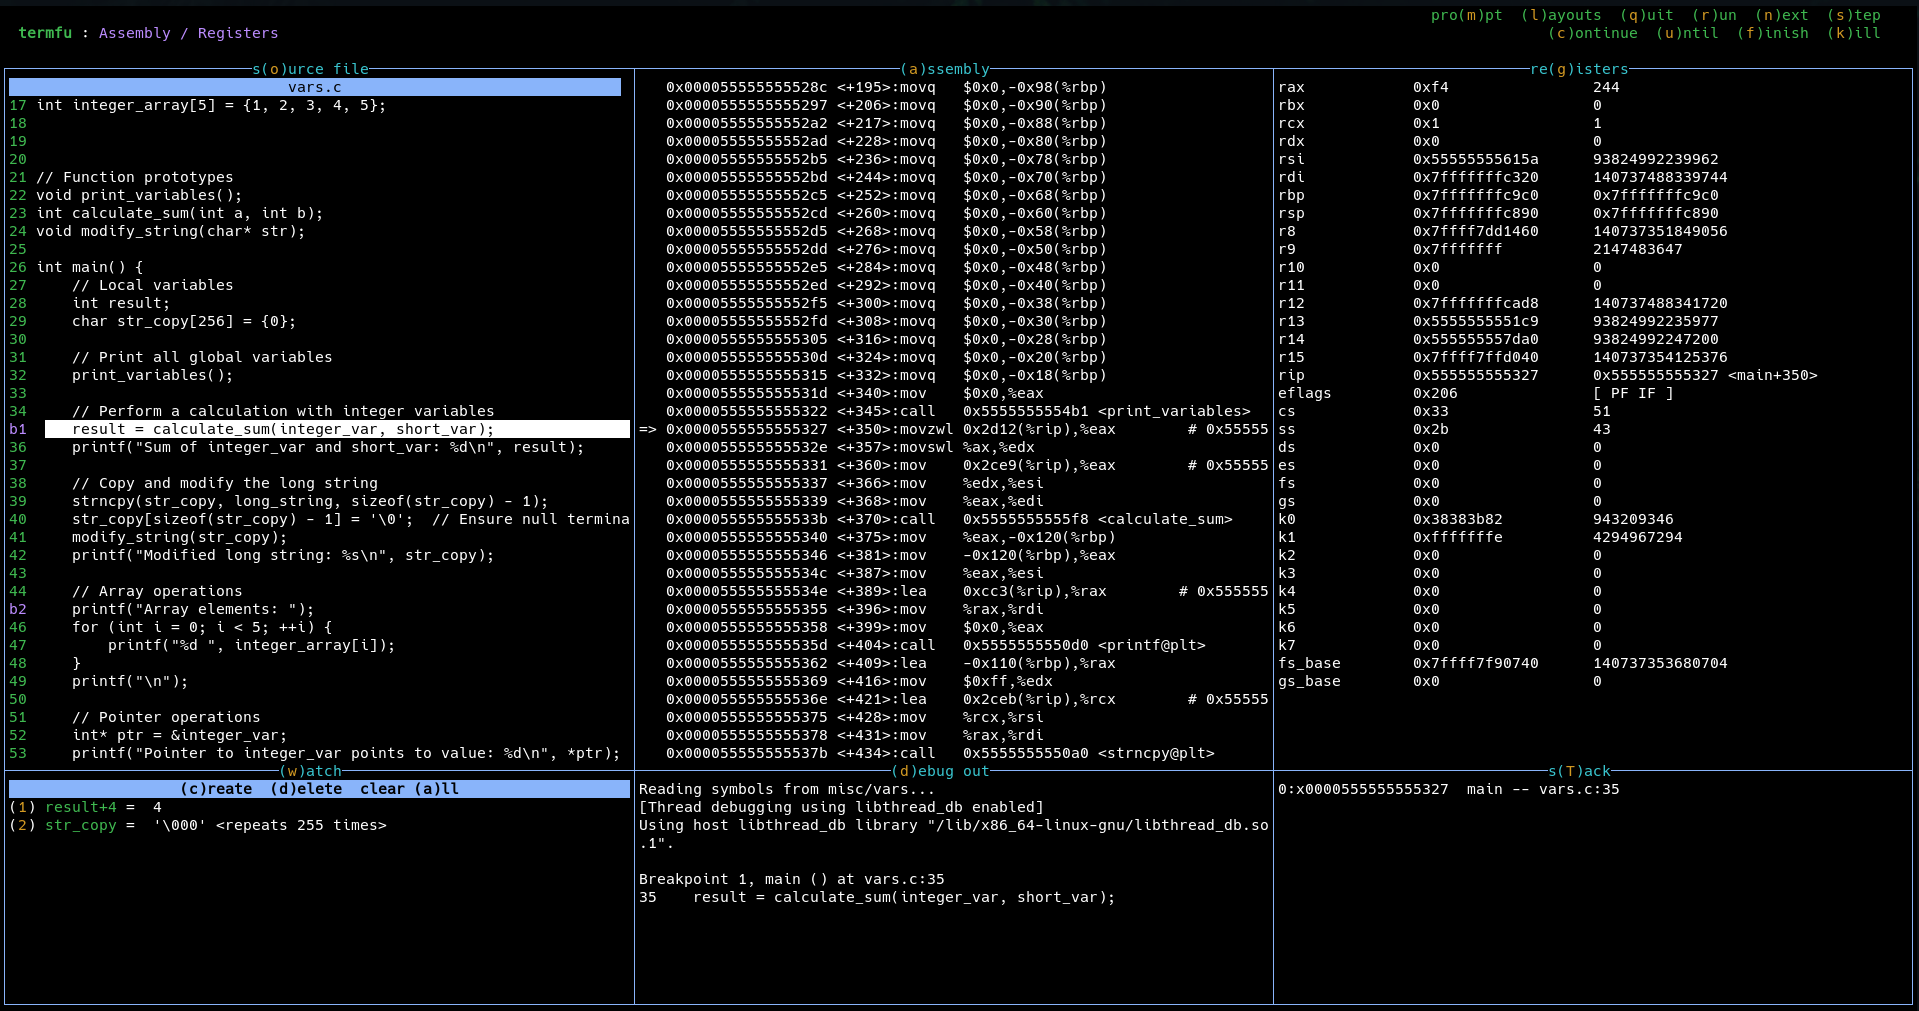 pro(m)pt  (l)ayouts  (q)uit  (r)un  (n)ext  (s)tep
termfu : Assembly / Registers
(c)ontinue  (u)ntil  (f)inish  (k)ill
s(o)urce file
vars.c
17 int integer_array[5] = {1, 2, 3, 4, 5};
18
19
20
21 // Function prototypes
22 void print_variables();
23 int calculate_sum(int a, int b);
24 void modify_string(char* str);
25
26 int main() {
27     // Local variables
28     int result;
29     char str_copy[256] = {0};
30
31     // Print all global variables
32     print_variables();
33
34     // Perform a calculation with integer variables
b1     result = calculate_sum(integer_var, short_var);
36     printf("Sum of integer_var and short_var: %d\n", result);
37
38     // Copy and modify the long string
39     strncpy(str_copy, long_string, sizeof(str_copy) - 1);
40     str_copy[sizeof(str_copy) - 1] = '\0';  // Ensure null termina
41     modify_string(str_copy);
42     printf("Modified long string: %s\n", str_copy);
43
44     // Array operations
b2     printf("Array elements: ");
46     for (int i = 0; i < 5; ++i) {
47         printf("%d ", integer_array[i]);
48     }
49     printf("\n");
50
51     // Pointer operations
52     int* ptr = &integer_var;
53     printf("Pointer to integer_var points to value: %d\n", *ptr);
(a)ssembly
0x000055555555528c <+195>:movq   $0x0,-0x98(%rbp)
0x0000555555555297 <+206>:movq   $0x0,-0x90(%rbp)
0x00005555555552a2 <+217>:movq   $0x0,-0x88(%rbp)
0x00005555555552ad <+228>:movq   $0x0,-0x80(%rbp)
0x00005555555552b5 <+236>:movq   $0x0,-0x78(%rbp)
0x00005555555552bd <+244>:movq   $0x0,-0x70(%rbp)
0x00005555555552c5 <+252>:movq   $0x0,-0x68(%rbp)
0x00005555555552cd <+260>:movq   $0x0,-0x60(%rbp)
0x00005555555552d5 <+268>:movq   $0x0,-0x58(%rbp)
0x00005555555552dd <+276>:movq   $0x0,-0x50(%rbp)
0x00005555555552e5 <+284>:movq   $0x0,-0x48(%rbp)
0x00005555555552ed <+292>:movq   $0x0,-0x40(%rbp)
0x00005555555552f5 <+300>:movq   $0x0,-0x38(%rbp)
0x00005555555552fd <+308>:movq   $0x0,-0x30(%rbp)
0x0000555555555305 <+316>:movq   $0x0,-0x28(%rbp)
0x000055555555530d <+324>:movq   $0x0,-0x20(%rbp)
0x0000555555555315 <+332>:movq   $0x0,-0x18(%rbp)
0x000055555555531d <+340>:mov    $0x0,%eax
0x0000555555555322 <+345>:call   0x5555555554b1 <print_variables>
=> 0x0000555555555327 <+350>:movzwl 0x2d12(%rip),%eax        # 0x55555
0x000055555555532e <+357>:movswl %ax,%edx
0x0000555555555331 <+360>:mov    0x2ce9(%rip),%eax        # 0x55555
0x0000555555555337 <+366>:mov    %edx,%esi
0x0000555555555339 <+368>:mov    %eax,%edi
0x000055555555533b <+370>:call   0x5555555555f8 <calculate_sum>
0x0000555555555340 <+375>:mov    %eax,-0x120(%rbp)
0x0000555555555346 <+381>:mov    -0x120(%rbp),%eax
0x000055555555534c <+387>:mov    %eax,%esi
0x000055555555534e <+389>:lea    0xcc3(%rip),%rax        # 0x555555
0x0000555555555355 <+396>:mov    %rax,%rdi
0x0000555555555358 <+399>:mov    $0x0,%eax
0x000055555555535d <+404>:call   0x5555555550d0 <printf@plt>
0x0000555555555362 <+409>:lea    -0x110(%rbp),%rax
0x0000555555555369 <+416>:mov    $0xff,%edx
0x000055555555536e <+421>:lea    0x2ceb(%rip),%rcx        # 0x55555
0x0000555555555375 <+428>:mov    %rcx,%rsi
0x0000555555555378 <+431>:mov    %rax,%rdi
0x000055555555537b <+434>:call   0x5555555550a0 <strncpy@plt>
re(g)isters
rax            0xf4                244
rbx            0x0                 0
rcx            0x1                 1
rdx            0x0                 0
rsi            0x55555555615a      93824992239962
rdi            0x7fffffffc320      140737488339744
rbp            0x7fffffffc9c0      0x7fffffffc9c0
rsp            0x7fffffffc890      0x7fffffffc890
r8             0x7ffff7dd1460      140737351849056
r9             0x7fffffff          2147483647
r10            0x0                 0
r11            0x0                 0
r12            0x7fffffffcad8      140737488341720
r13            0x5555555551c9      93824992235977
r14            0x555555557da0      93824992247200
r15            0x7ffff7ffd040      140737354125376
rip            0x555555555327      0x555555555327 <main+350>
eflags         0x206               [ PF IF ]
cs             0x33                51
ss             0x2b                43
ds             0x0                 0
es             0x0                 0
fs             0x0                 0
gs             0x0                 0
k0             0x38383b82          943209346
k1             0xfffffffe          4294967294
k2             0x0                 0
k3             0x0                 0
k4             0x0                 0
k5             0x0                 0
k6             0x0                 0
k7             0x0                 0
fs_base        0x7ffff7f90740      140737353680704
gs_base        0x0                 0
(w)atch
(c)reate  (d)elete  clear (a)ll
(1) result+4 =  4
(2) str_copy =  '\000' <repeats 255 times>
(d)ebug out
Reading symbols from misc/vars...
[Thread debugging using libthread_db enabled]
Using host libthread_db library "/lib/x86_64-linux-gnu/libthread_db.so
.1".
Breakpoint 1, main () at vars.c:35
35    result = calculate_sum(integer_var, short_var);
s(T)ack
0:x0000555555555327  main -- vars.c:35